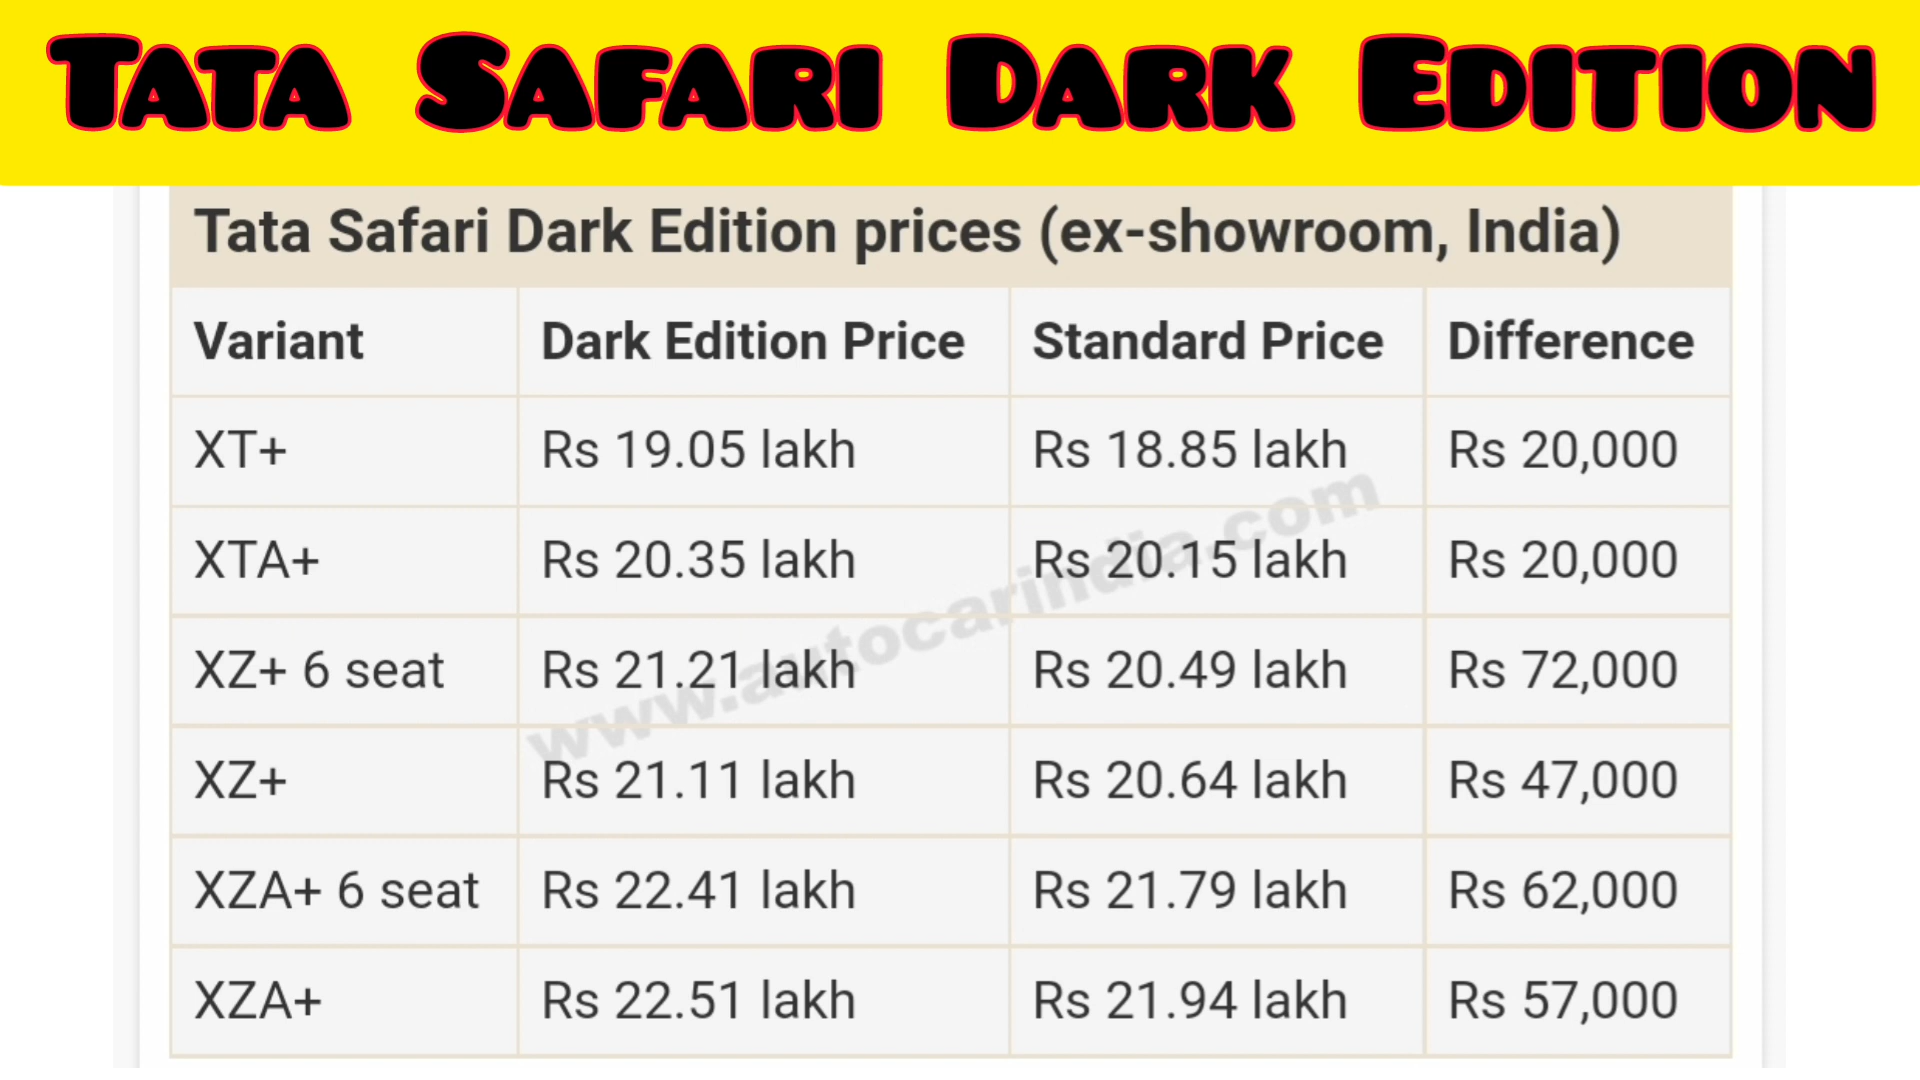 Tata Safari Dark Edition
Tata Safari Dark Edition prices (ex-showroom, India)
Variant Dark Edition Price Standard Price Difference
XT+ Rs 19.05 lakh Rs 18.85 lakh Rs 20,000
XTA+ Rs 20.35 lakh Rs 20.15 lakh Rs 20,000
XZ+ 6 seat Rs 21.21 lakh Rs 20.49 lakh Rs 72,000
XZ+ Rs 21.11 lakh Rs 20.64 lakh Rs 47,000
XZA+ 6 seat Rs 22.41 lakh Rs 21.79 lakh Rs 62,000
XZA+ Rs 22.51 lakh Rs 21.94 lakh Rs 57,000
www.autocarindia.com